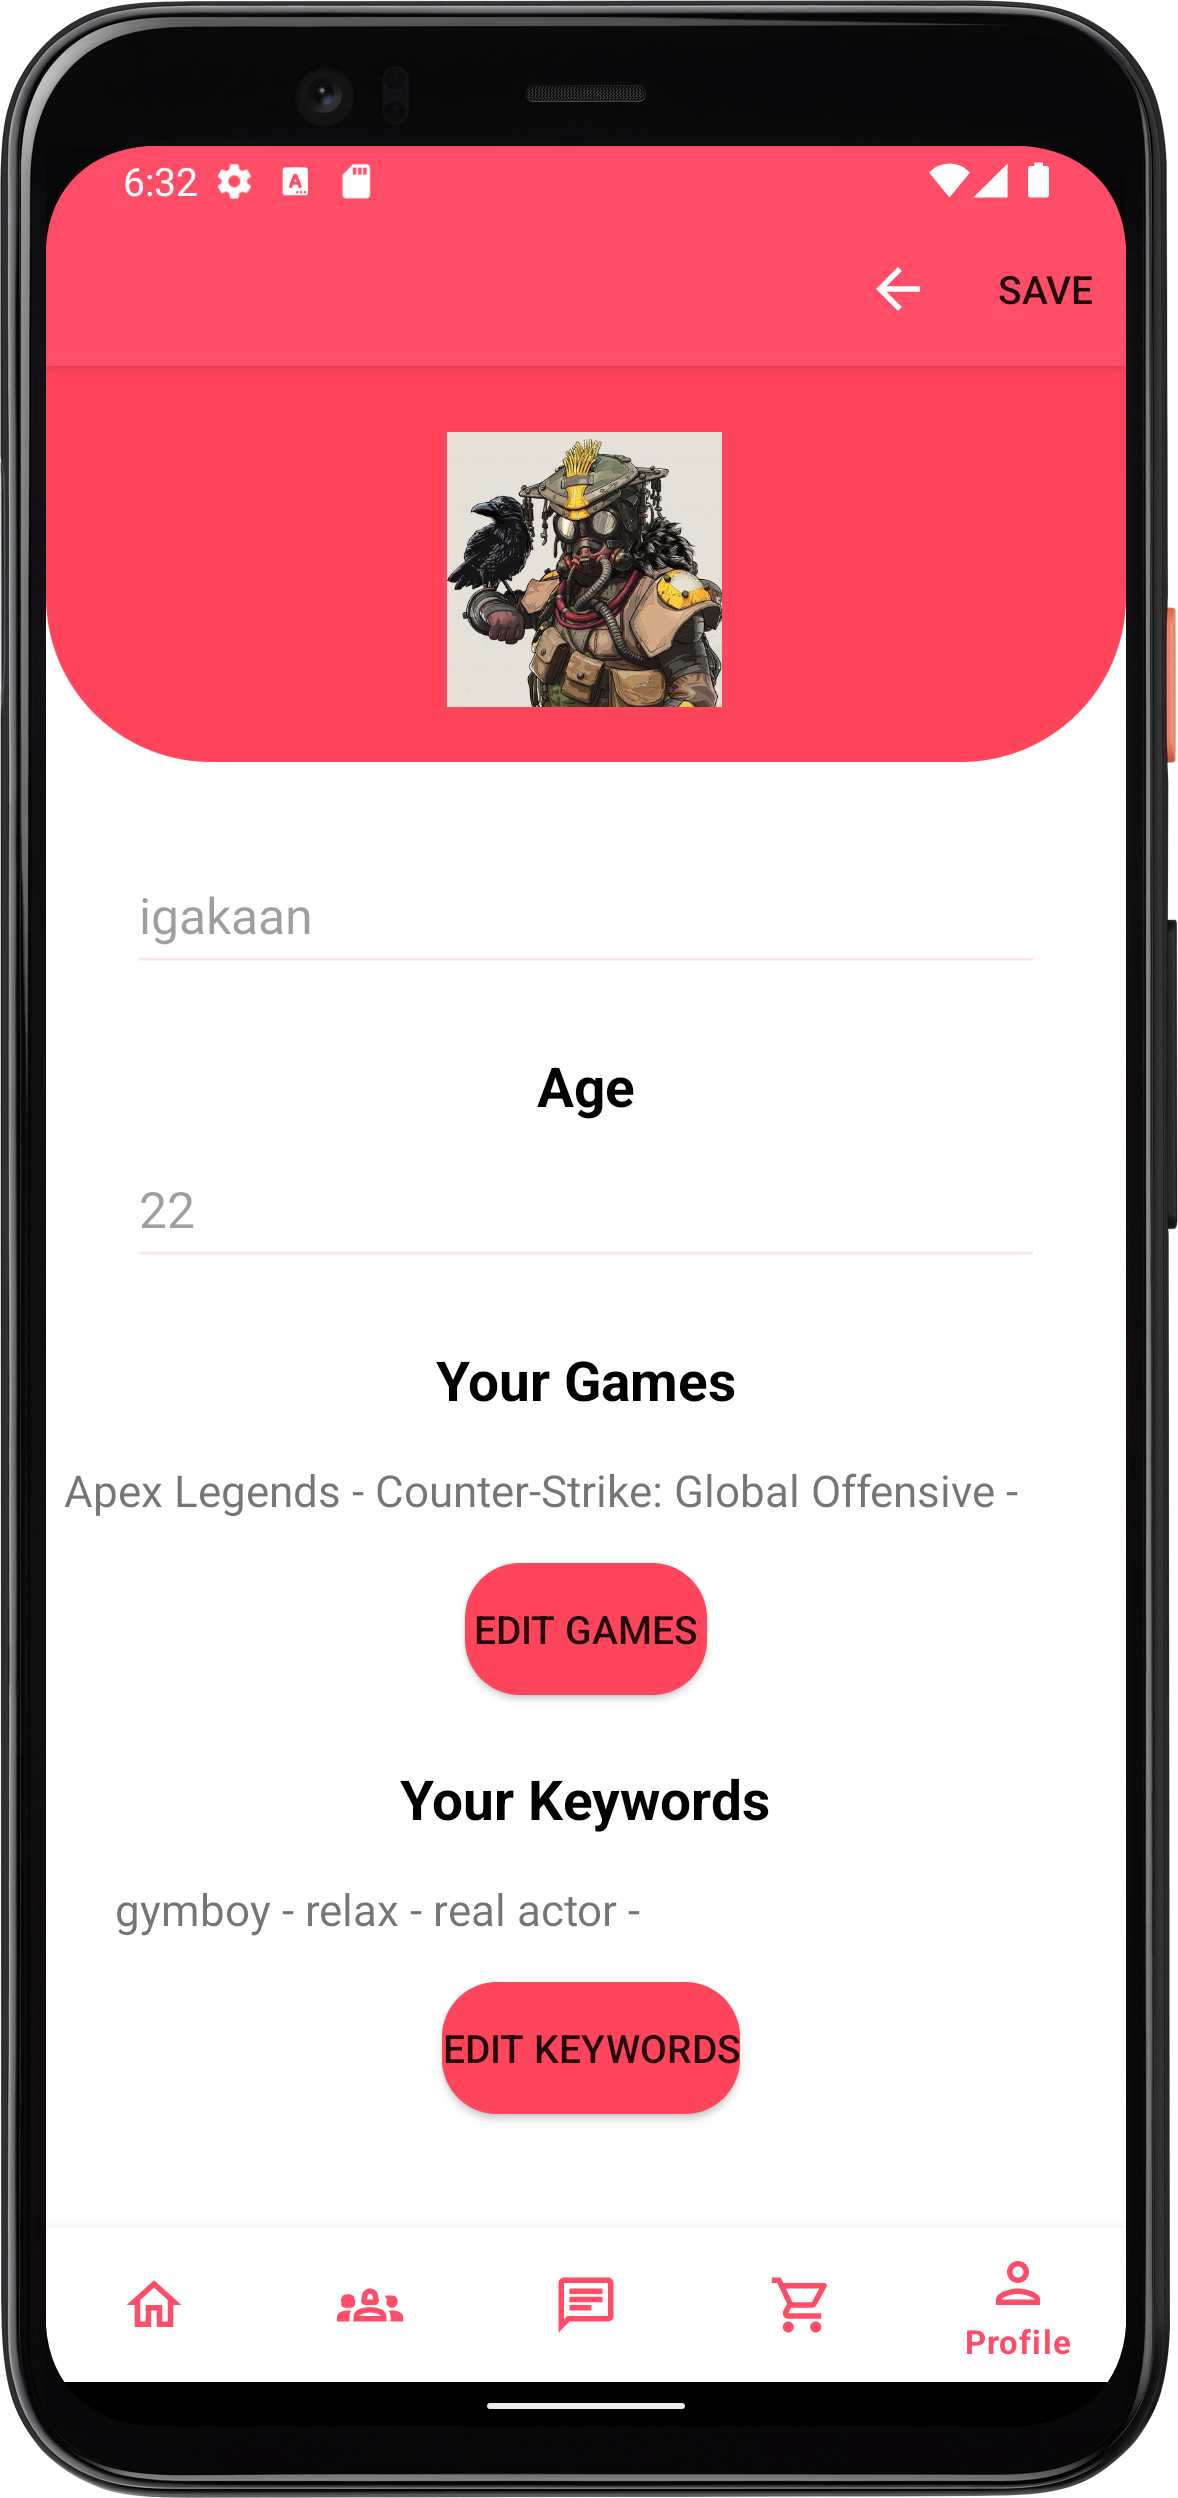 6:32
SAVE
igakaan
Age
22
Your Games
Apex Legends - Counter-Strike: Global Offensive -
EDIT GAMES
Your Keywords
gymboy - relax - real actor -
EDIT KEYWORDS
Profile